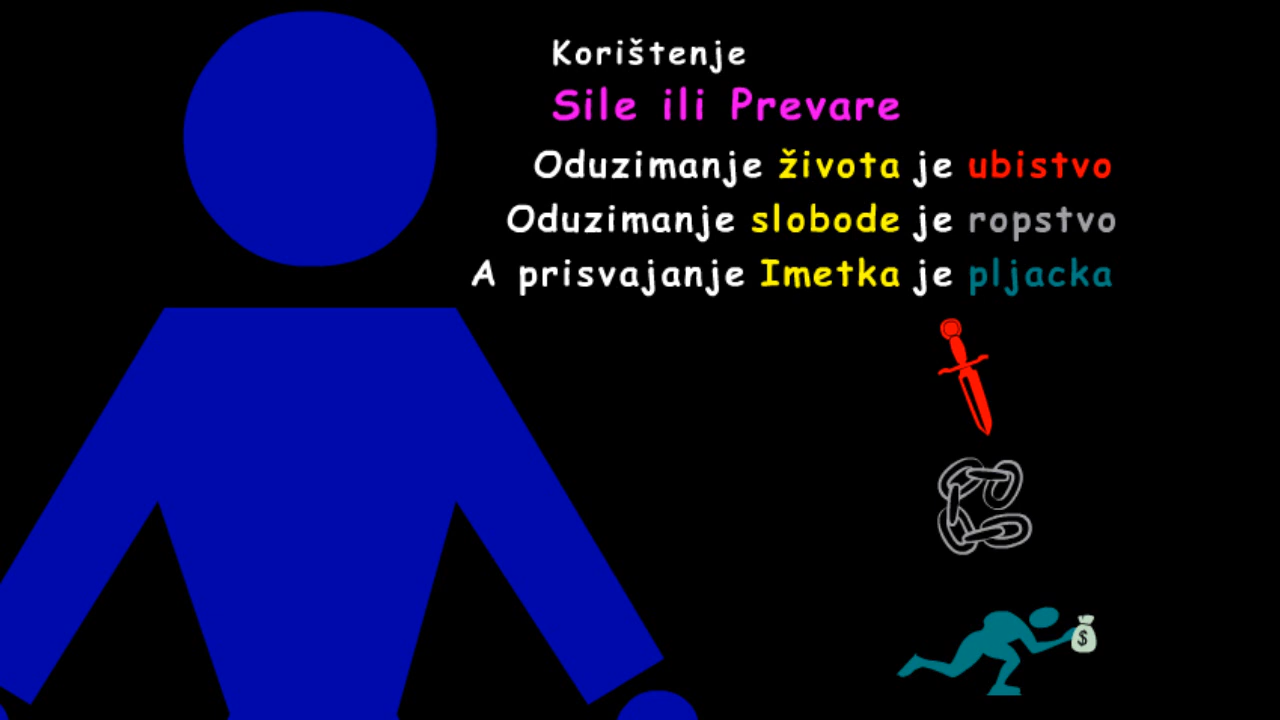 Korištenje
Sile ili Prevare
Oduzimanje života je ubistvo
Oduzimanje slobode je ropstvo
A prisvajanje Imetka je pljacka
$